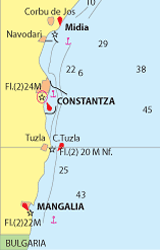 Corbu de Jos
Navodari
Midia
29
22 6
38
Fl.(2)24M
CONSTANTZA
45
43
Tuzla C.Tuzla
Fl.(2) 20 M Nf.
25
43
MANGALIA
Fl(2)22M
BULGARIA